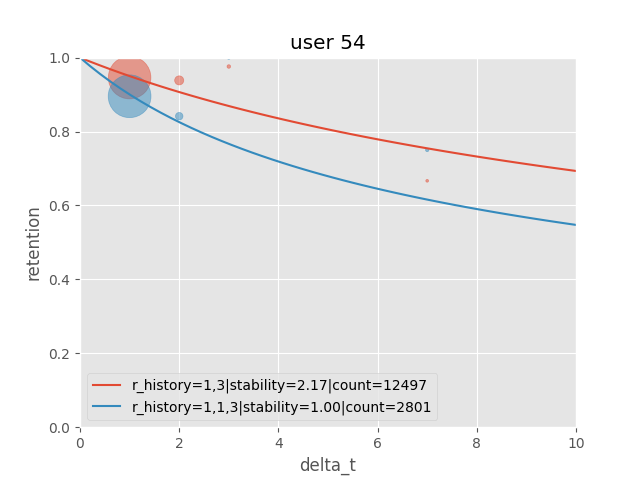 user 54
1.0
0.8
0.6
0.4
0.2
0.0
retention
r_history=1,3|stability=2.17|count=12497
r_history=1,1,3|stability=1.00|count=2801
0 2 4 6 8 10
delta_t